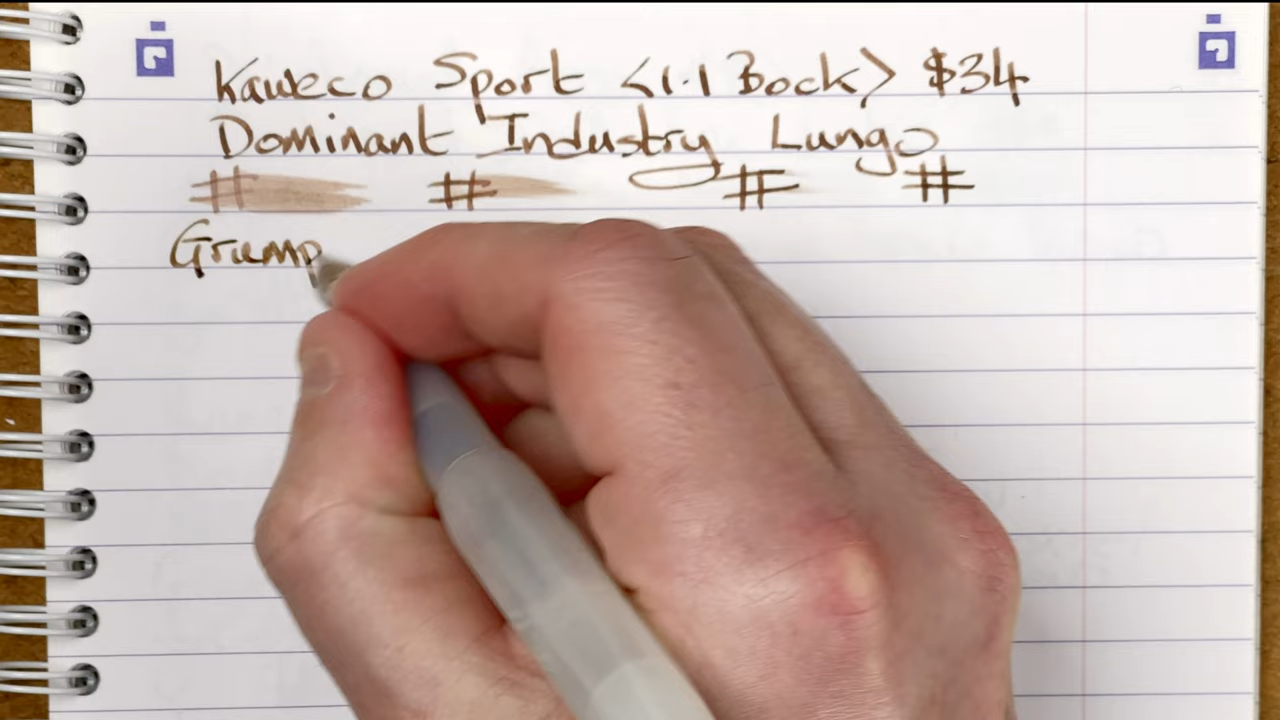 Kaweco Sport <1.1 Bock> $34
Dominant Industry Lungo
# # # #
Grump